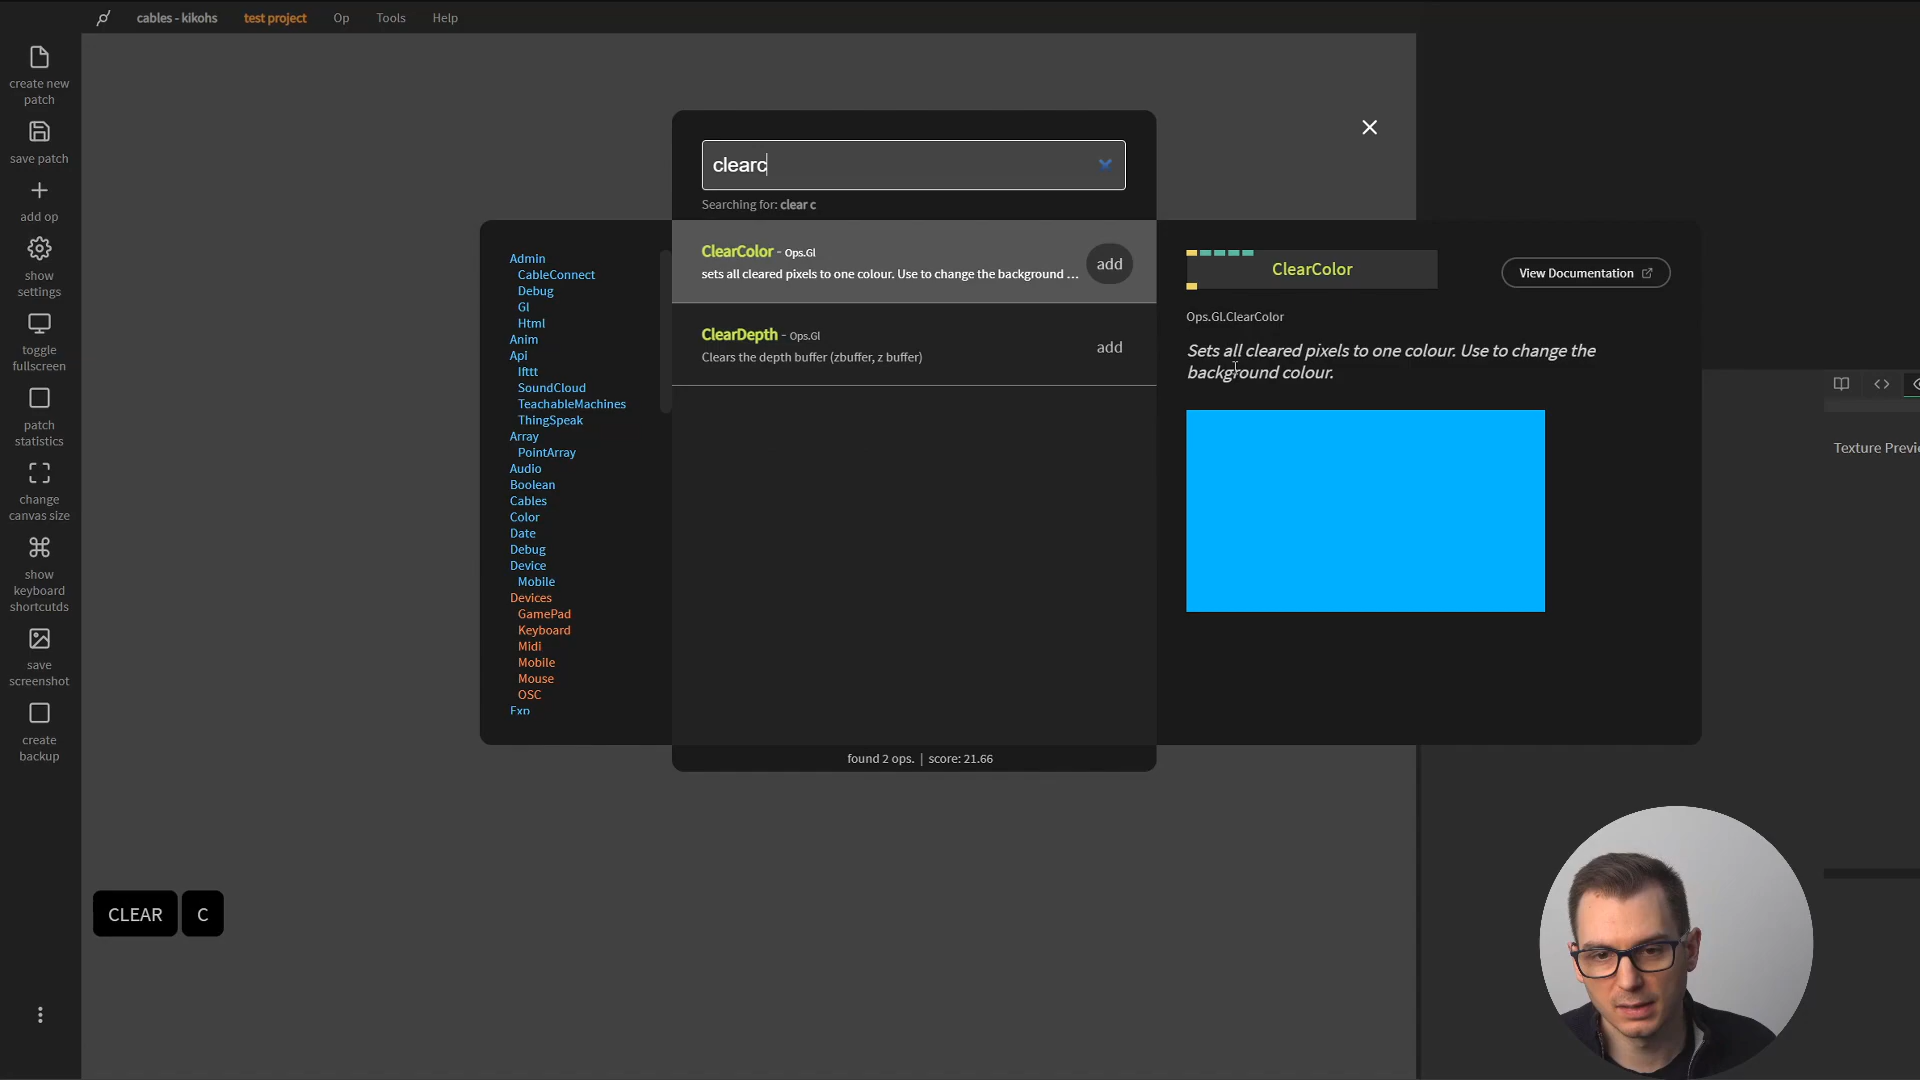 cables - kikohs
test project
Op
Tools
Help
create new
patch
save patch
add op
show
settings
toggle
fullscreen
patch
statistics
change
canvas size
show
keyboard
shortcutds
save
screenshot
create
backup
clearc
Searching for: clear c
Admin
CableConnect
Debug
Gl
Html
Anim
Api
Ifttt
SoundCloud
TeachableMachines
ThingSpeak
Array
PointArray
Audio
Boolean
Cables
Color
Date
Debug
Device
Mobile
Devices
GamePad
Keyboard
Midi
Mobile
Mouse
OSC
Exp
ClearColor - Ops.Gl
sets all cleared pixels to one colour. Use to change the background ...
add
ClearDepth - Ops.Gl
Clears the depth buffer (zbuffer, z buffer)
add
found 2 ops. | score: 21.66
ClearColor
View Documentation
Ops.Gl.ClearColor
Sets all cleared pixels to one colour. Use to change the
background colour.
Texture Previe
CLEAR
C